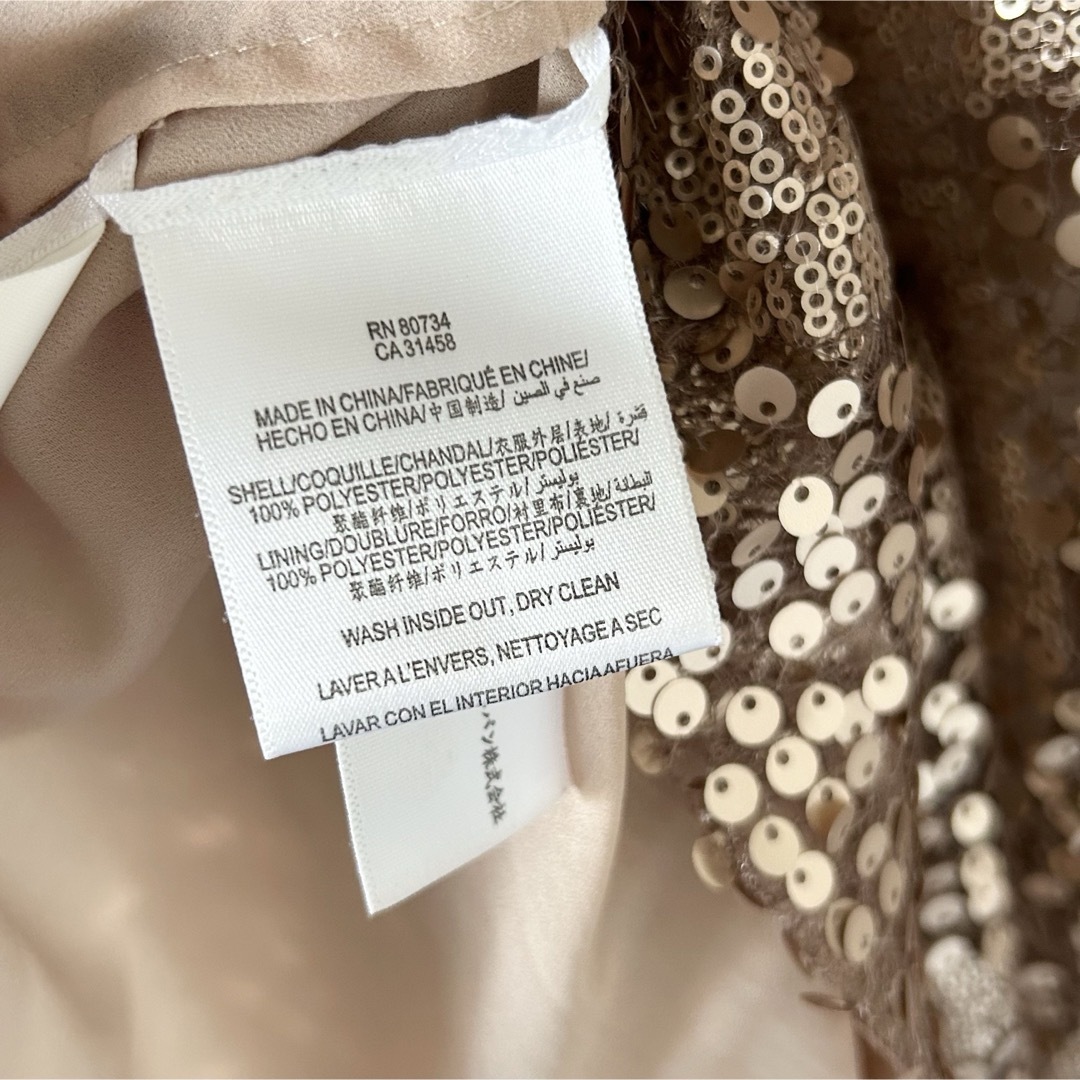 RN 80734
CA 31458
MADE IN CHINA/FABRIQUÉ EN CHINE/
HECHO EN CHINA/中国制造/صنع في الصين
SHELL/COQUILLE/CHANDAL/衣服外层/表地/قشرة
100% POLYESTER/POLYESTER/POLIÉSTER/
聚酯纤维/ポリエステル/بوليستر
LINING/DOUBLURE/FORRO/衬里布/裏地/البطانة
100% POLYESTER/POLYESTER/POLIÉSTER/
聚酯纤维/ポリエステル/بوليستر
WASH INSIDE OUT, DRY CLEAN
LAVER A L'ENVERS, NETTOYAGE A SEC
LAVAR CON EL INTERIOR HACIA AFUERA
パン株式会社